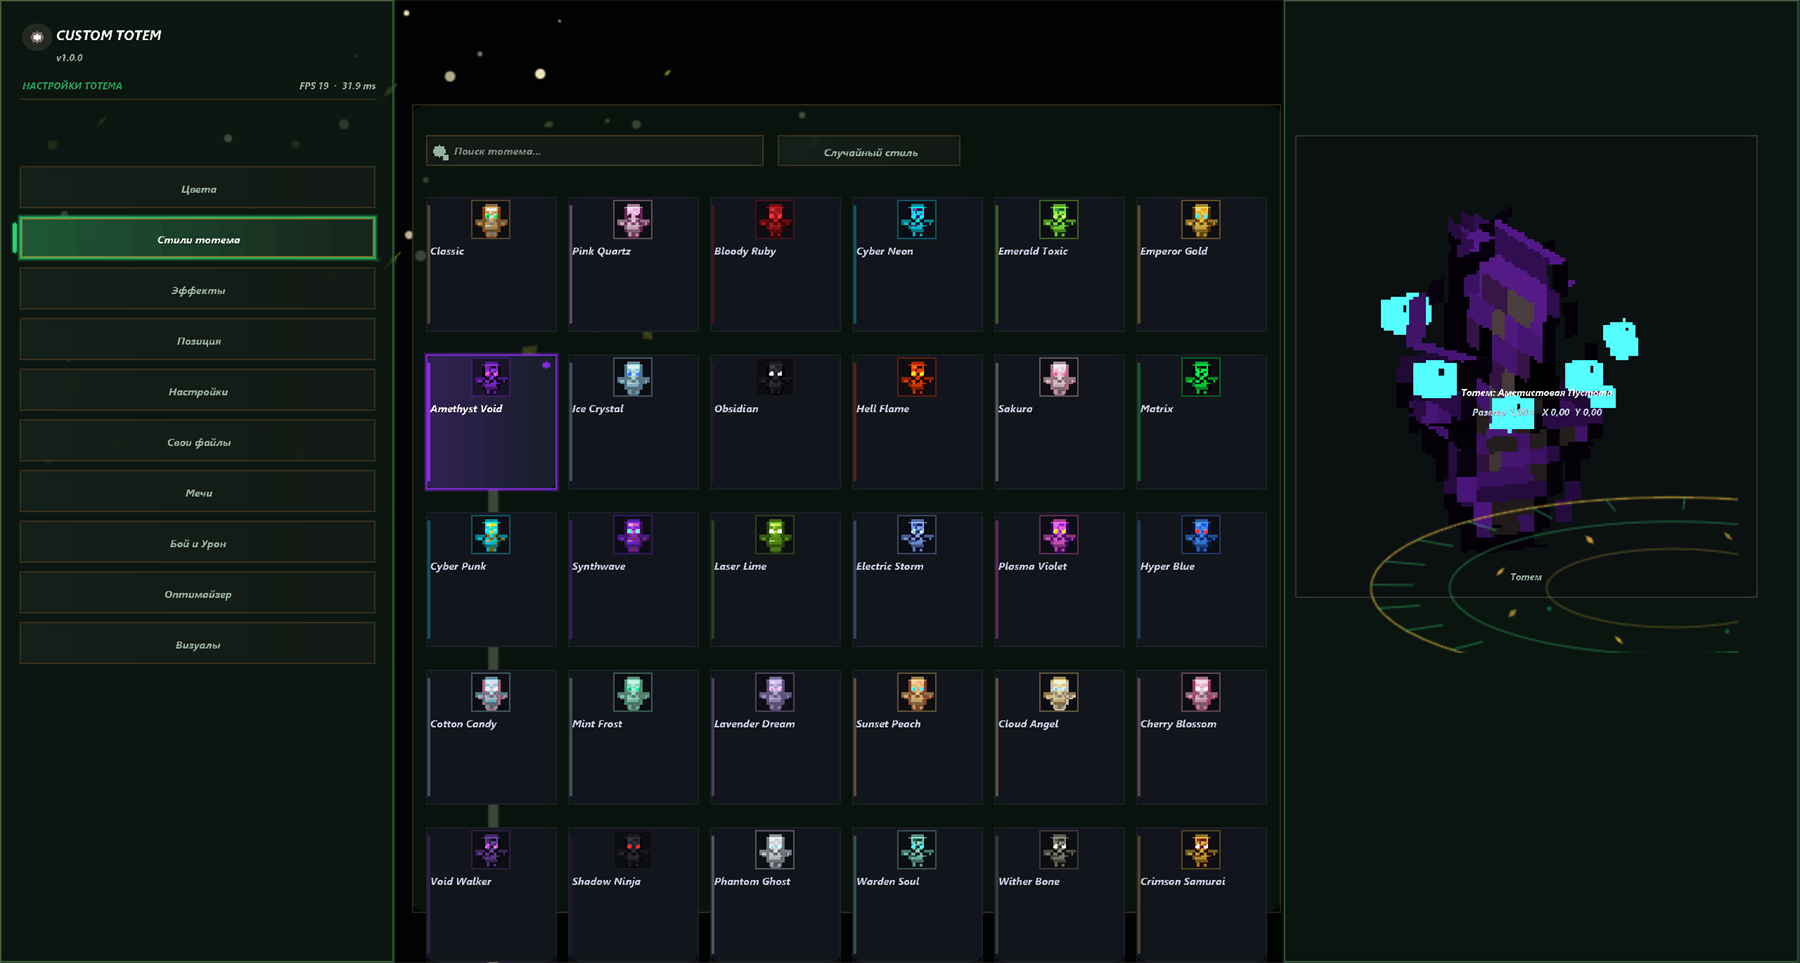 CUSTOM TOTEM
v1.0.0
НАСТРОЙКИ ТОТЕМА
FPS 19 · 31.9 ms
Цвета
Стили тотема
Эффекты
Позиция
Настройки
Свои файлы
Мечи
Бой и Урон
Оптимайзер
Визуалы
Поиск тотема...
Случайный стиль
Classic
Pink Quartz
Bloody Ruby
Cyber Neon
Emerald Toxic
Emperor Gold
Amethyst Void
Ice Crystal
Obsidian
Hell Flame
Sakura
Matrix
Cyber Punk
Synthwave
Laser Lime
Electric Storm
Plasma Violet
Hyper Blue
Cotton Candy
Mint Frost
Lavender Dream
Sunset Peach
Cloud Angel
Cherry Blossom
Void Walker
Shadow Ninja
Phantom Ghost
Warden Soul
Wither Bone
Crimson Samurai
Тотем: Аметистовая Пустота
Размер X 0,00 Y 0,00
Тотем